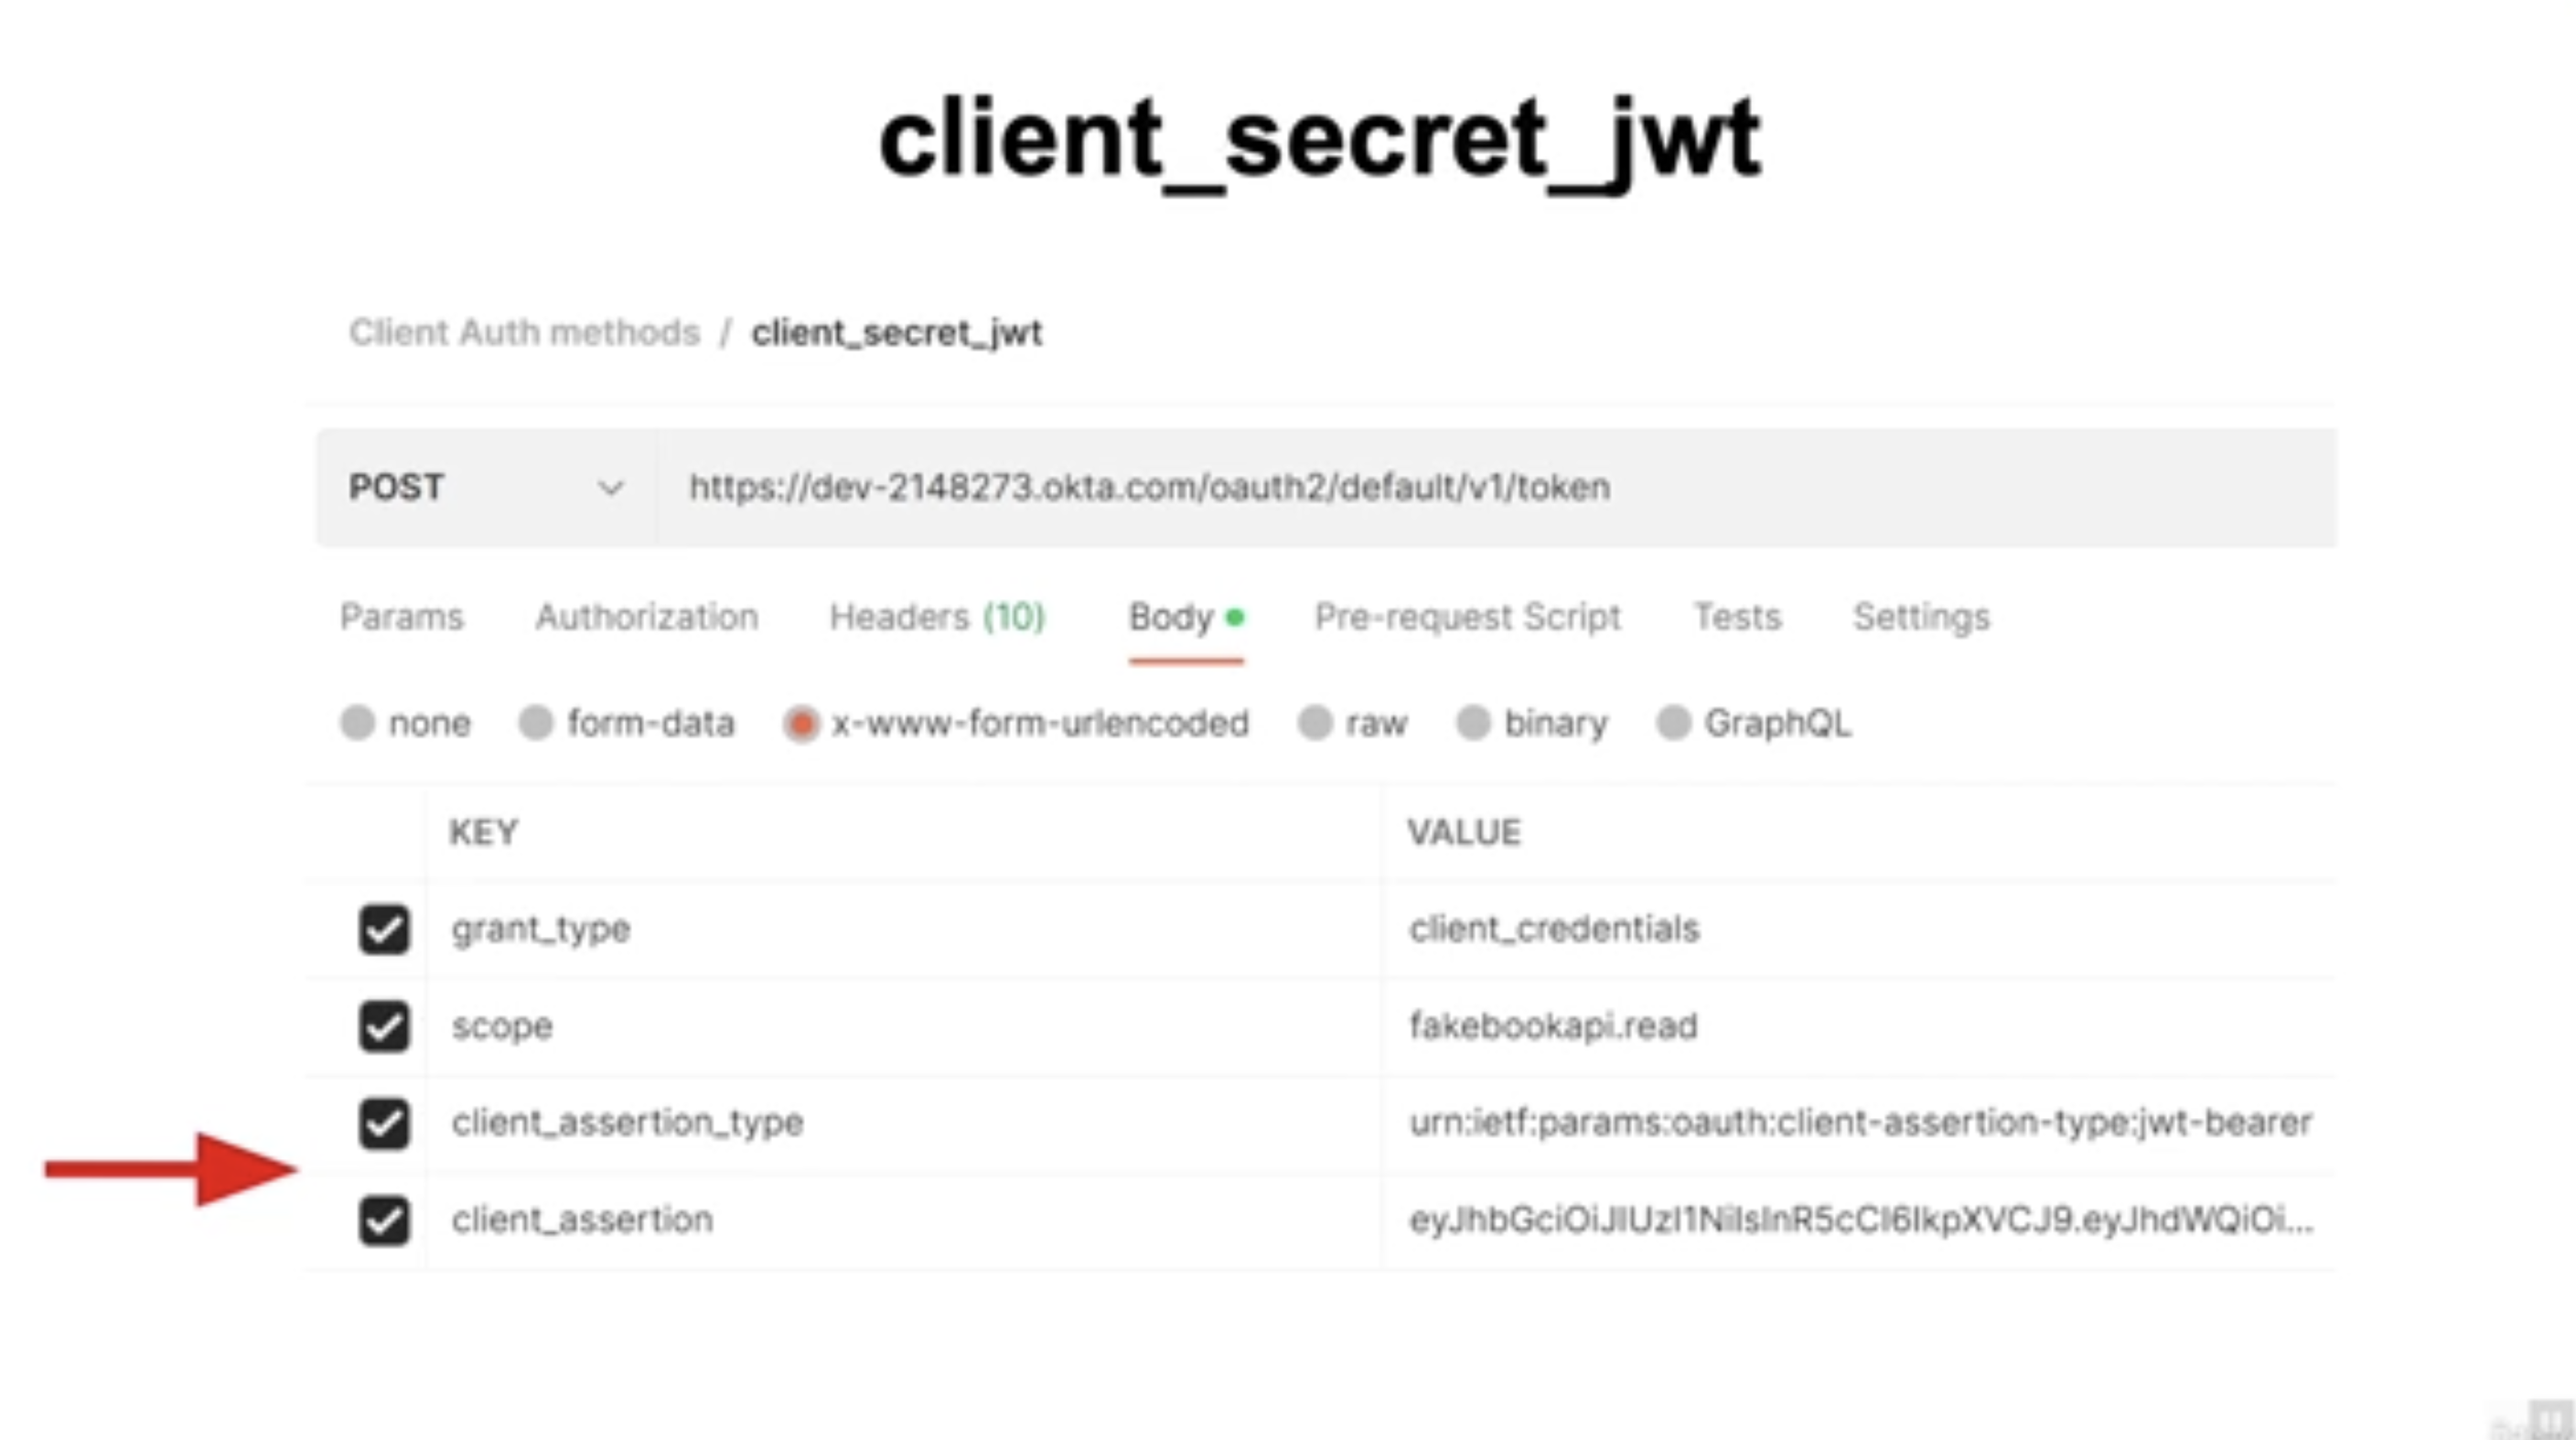 client_secret_jwt
Client Auth methods / client_secret_jwt
POST https://dev-2148273.okta.com/oauth2/default/v1/token
Params Authorization Headers (10) Body Pre-request Script Tests Settings
none form-data x-www-form-urlencoded raw binary GraphQL
KEY VALUE
grant_type client_credentials
scope fakebookapi.read
client_assertion_type urn:ietf:params:oauth:client-assertion-type:jwt-bearer
client_assertion eyJhbGciOiJIUzI1NiIsInR5cCI6IkpXVCJ9.eyJhdWQiOi...